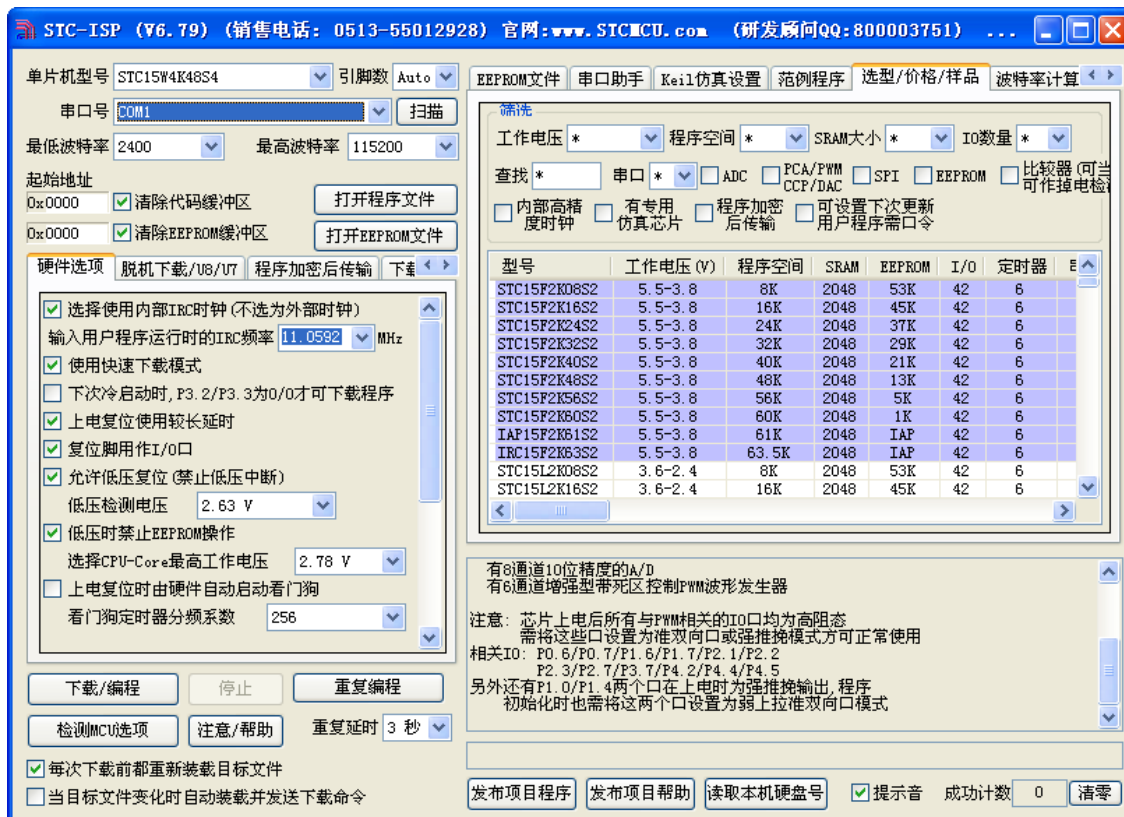 STC-ISP (V6.79) (销售电话: 0513-55012928) 官网:www.STCMCU.com (研发顾问QQ:800003751) ...
单片机型号 STC15W4K48S4 引脚数 Auto
串口号 COM1 扫描
最低波特率 2400 最高波特率 115200
起始地址
0x0000 清除代码缓冲区 打开程序文件
0x0000 清除EEPROM缓冲区 打开EEPROM文件
硬件选项 脱机下载/U8/U7 程序加密后传输 下载
选择使用内部IRC时钟(不选为外部时钟)
输入用户程序运行时的IRC频率 11.0592 MHz
使用快速下载模式
下次冷启动时,P3.2/P3.3为0/0才可下载程序
上电复位使用较长延时
复位脚用作I/O口
允许低压复位(禁止低压中断)
低压检测电压 2.63 V
低压时禁止EEPROM操作
选择CPU-Core最高工作电压 2.78 V
上电复位时由硬件自动启动看门狗
看门狗定时器分频系数 256
下载/编程 停止 重复编程
检测MCU选项 注意/帮助 重复延时 3 秒
每次下载前都重新装载目标文件
当目标文件变化时自动装载并发送下载命令
EEPROM文件 串口助手 Keil仿真设置 范例程序 选型/价格/样品 波特率计算
筛选
工作电压 * 程序空间 * SRAM大小 * IO数量 *
查找 * 串口 * ADC PCA/PWM CCP/DAC SPI EEPROM 比较器(可当 可作掉电检
内部高精度时钟 有专用仿真芯片 程序加密后传输 可设置下次更新用户程序需口令
型号 工作电压(V) 程序空间 SRAM EEPROM I/O 定时器
STC15F2K08S2 5.5-3.8 8K 2048 53K 42 6
STC15F2K16S2 5.5-3.8 16K 2048 45K 42 6
STC15F2K24S2 5.5-3.8 24K 2048 37K 42 6
STC15F2K32S2 5.5-3.8 32K 2048 29K 42 6
STC15F2K40S2 5.5-3.8 40K 2048 21K 42 6
STC15F2K48S2 5.5-3.8 48K 2048 13K 42 6
STC15F2K56S2 5.5-3.8 56K 2048 5K 42 6
STC15F2K60S2 5.5-3.8 60K 2048 1K 42 6
IAP15F2K61S2 5.5-3.8 61K 2048 IAP 42 6
IRC15F2K63S2 5.5-3.8 63.5K 2048 IAP 42 6
STC15L2K08S2 3.6-2.4 8K 2048 53K 42 6
STC15L2K16S2 3.6-2.4 16K 2048 45K 42 6
有8通道10位精度的A/D
有6通道增强型带死区控制PWM波形发生器
注意: 芯片上电后所有与PWM相关的IO口均为高阻态
需将这些口设置为准双向口或强推挽模式方可正常使用
相关IO: P0.6/P0.7/P1.6/P1.7/P2.1/P2.2
P2.3/P2.7/P3.7/P4.2/P4.4/P4.5
另外还有P1.0/P1.4两个口在上电时为强推挽输出,程序
初始化时也需将这两个口设置为弱上拉准双向口模式
发布项目程序 发布项目帮助 读取本机硬盘号 提示音 成功计数 0 清零